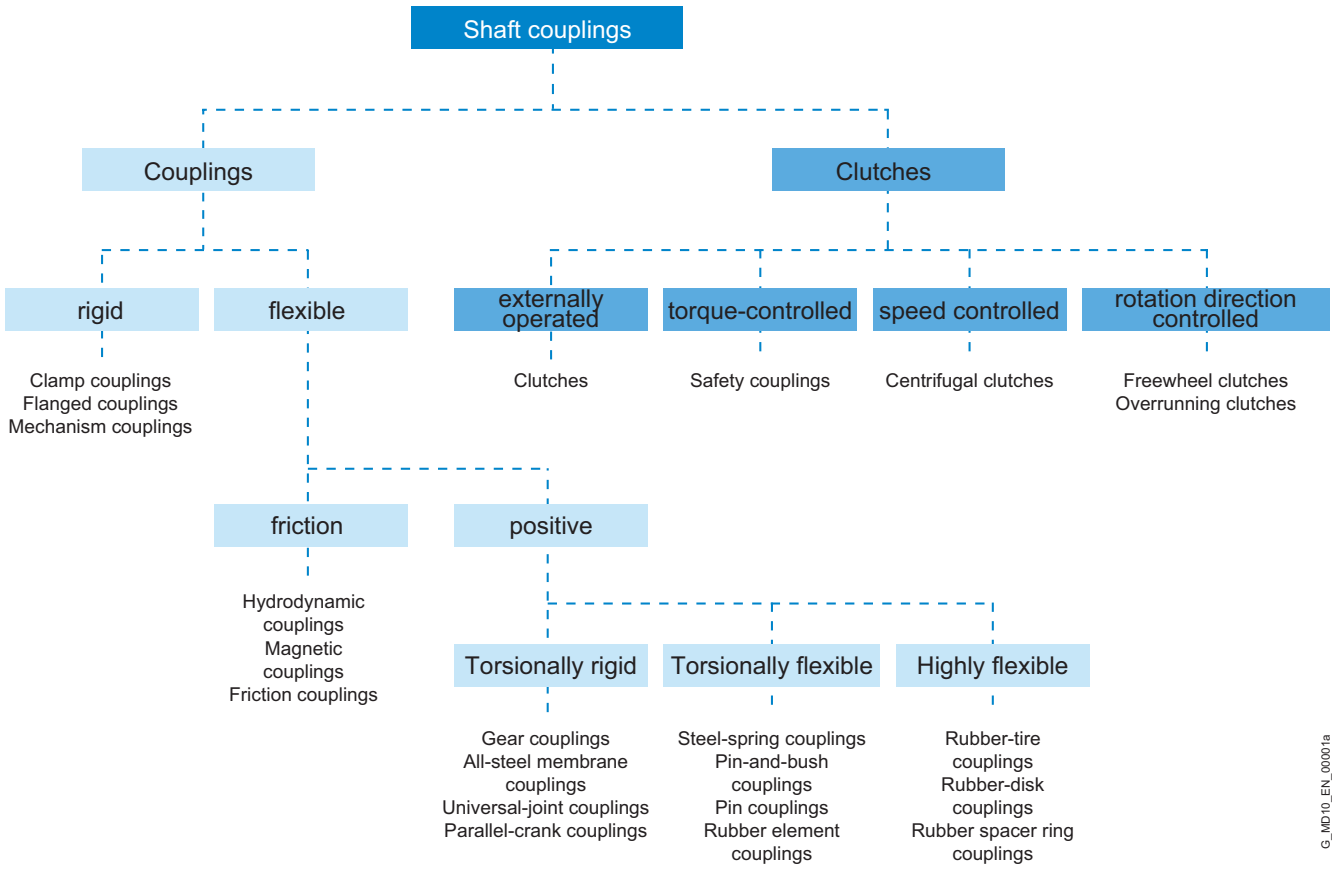 Shaft couplings
Couplings
Clutches
rigid
flexible
externally
operated
torque-controlled
speed controlled
rotation direction
controlled
Clamp couplings
Flanged couplings
Mechanism couplings
Clutches
Safety couplings
Centrifugal clutches
Freewheel clutches
Overrunning clutches
friction
positive
Hydrodynamic
couplings
Magnetic
couplings
Friction couplings
Torsionally rigid
Torsionally flexible
Highly flexible
Gear couplings
All-steel membrane
couplings
Universal-joint couplings
Parallel-crank couplings
Steel-spring couplings
Pin-and-bush
couplings
Pin couplings
Rubber element
couplings
Rubber-tire
couplings
Rubber-disk
couplings
Rubber spacer ring
couplings
G_MD10_EN_00001a